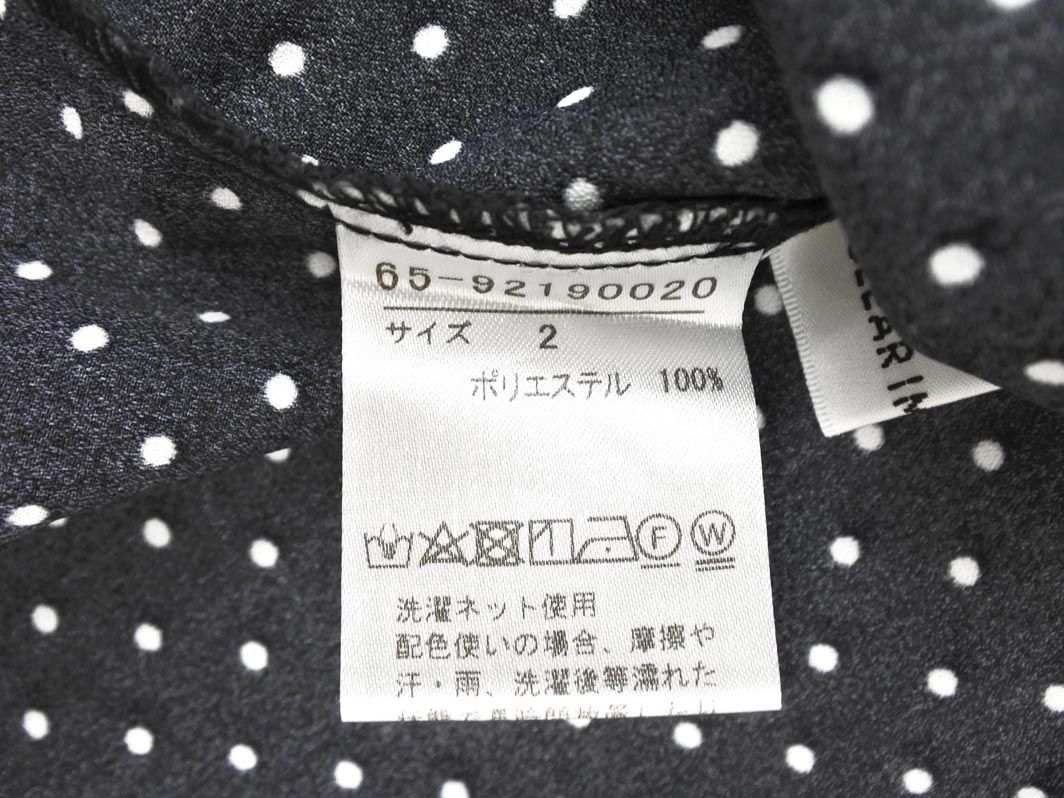 65-92190020
サイズ 2
ポリエステル 100%
F W
洗濯ネット使用
配色使いの場合、摩擦や
汗・雨、洗濯後等濡れた
LEAR